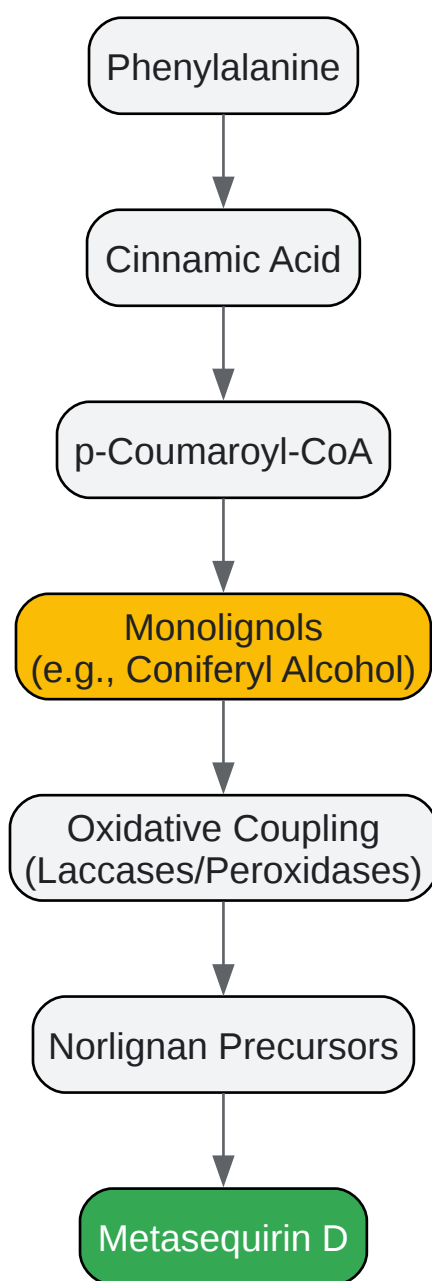 Phenylalanine
Cinnamic Acid
p-Coumaroyl-CoA
Monolignols
(e.g., Coniferyl Alcohol)
Oxidative Coupling
(Laccases/Peroxidases)
Norlignan Precursors
Metasequirin D